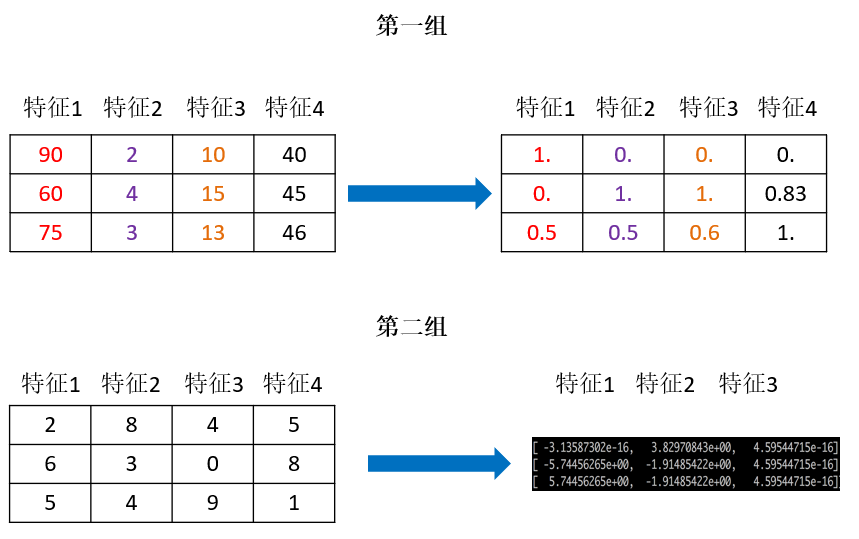 第一组
特征1 特征2 特征3 特征4 特征1 特征2 特征3 特征4
90 2 10 40 1. 0. 0. 0.
60 4 15 45 0. 1. 1. 0.83
75 3 13 46 0.5 0.5 0.6 1.
第二组
特征1 特征2 特征3 特征4 特征1 特征2 特征3
2 8 4 5
6 3 0 8
5 4 9 1
[ -3.13587302e-16, 3.82970843e+00, 4.59544715e-16]
[ -5.74456265e+00, -1.91485422e+00, 4.59544715e-16]
[ 5.74456265e+00, -1.91485422e+00, 4.59544715e-16]